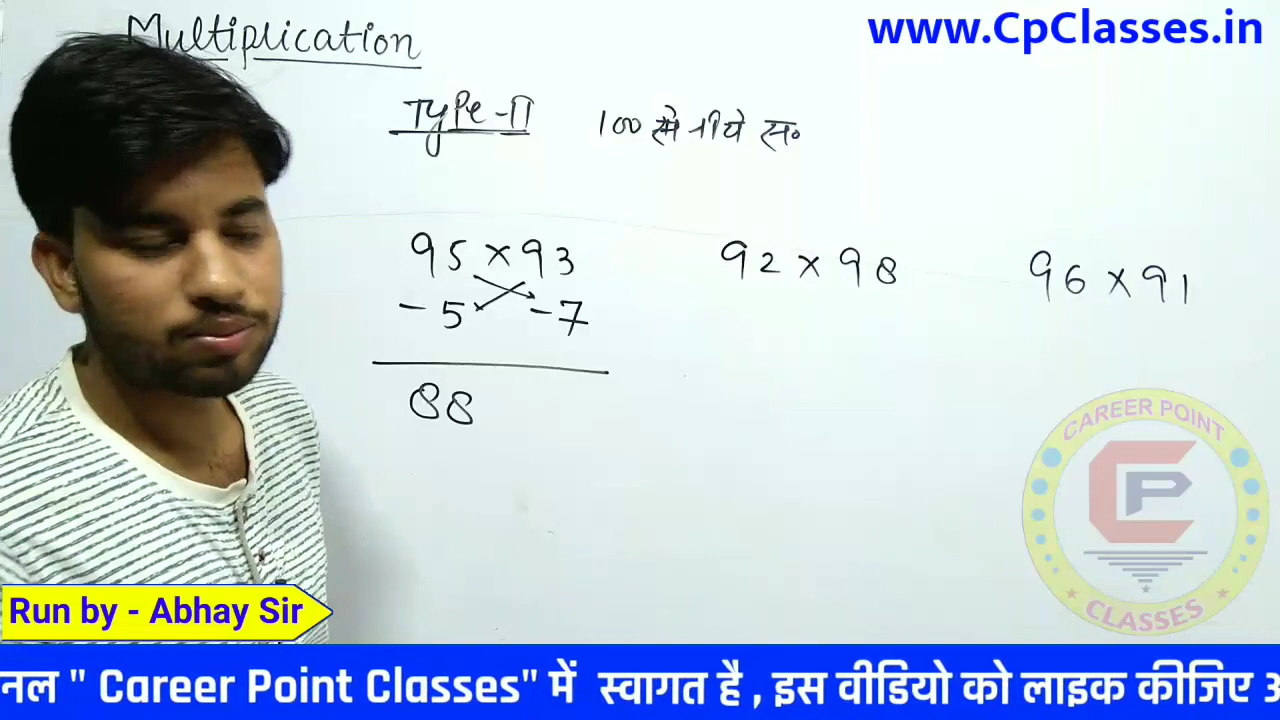 www.CpClasses.in
Multiplication
Type-II 100 से नीचे सं०
95 × 93 92 × 98 96 × 91
-5 -7
88
CAREER POINT
CP
CLASSES
Run by - Abhay Sir
नल " Career Point Classes" में स्वागत है , इस वीडियो को लाइक कीजिए